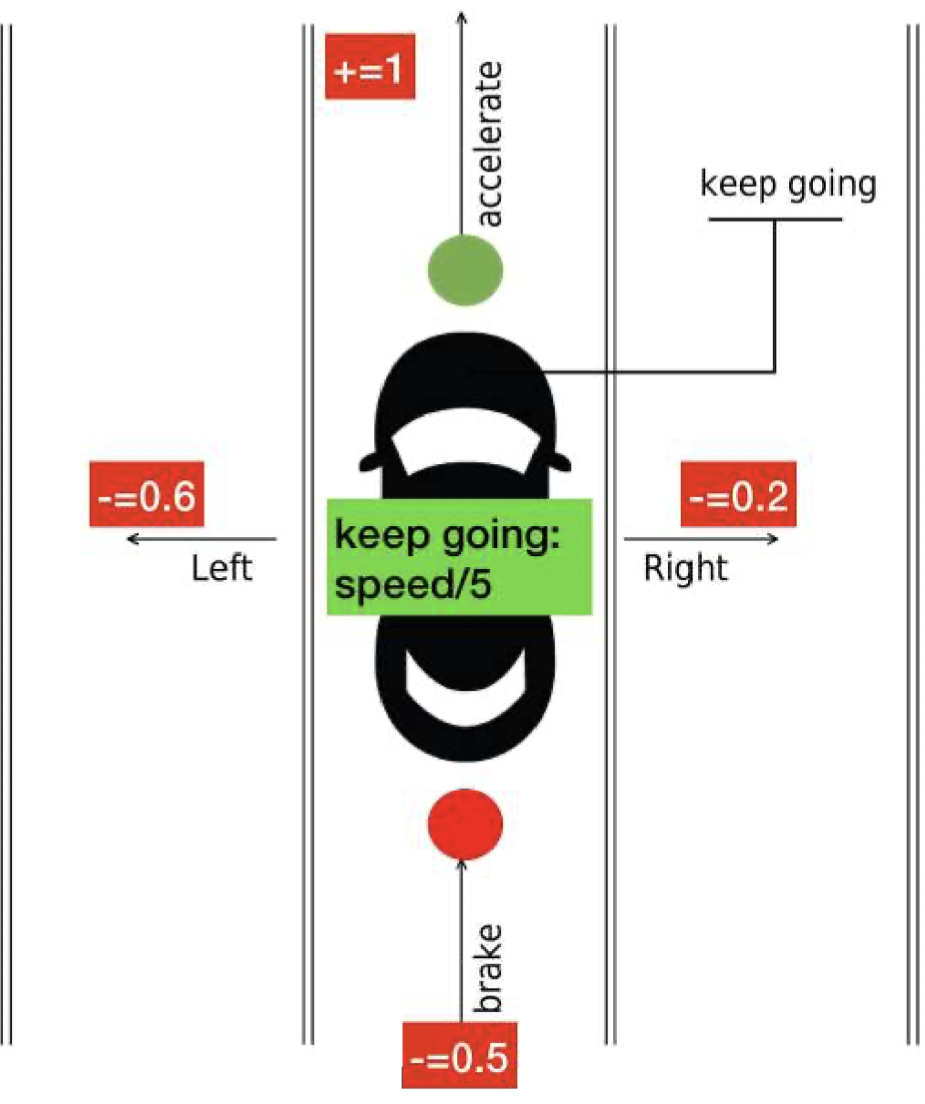 +=1
accelerate
keep going
-=0.6
-=0.2
Left
Right
keep going:
speed/5
brake
-=0.5